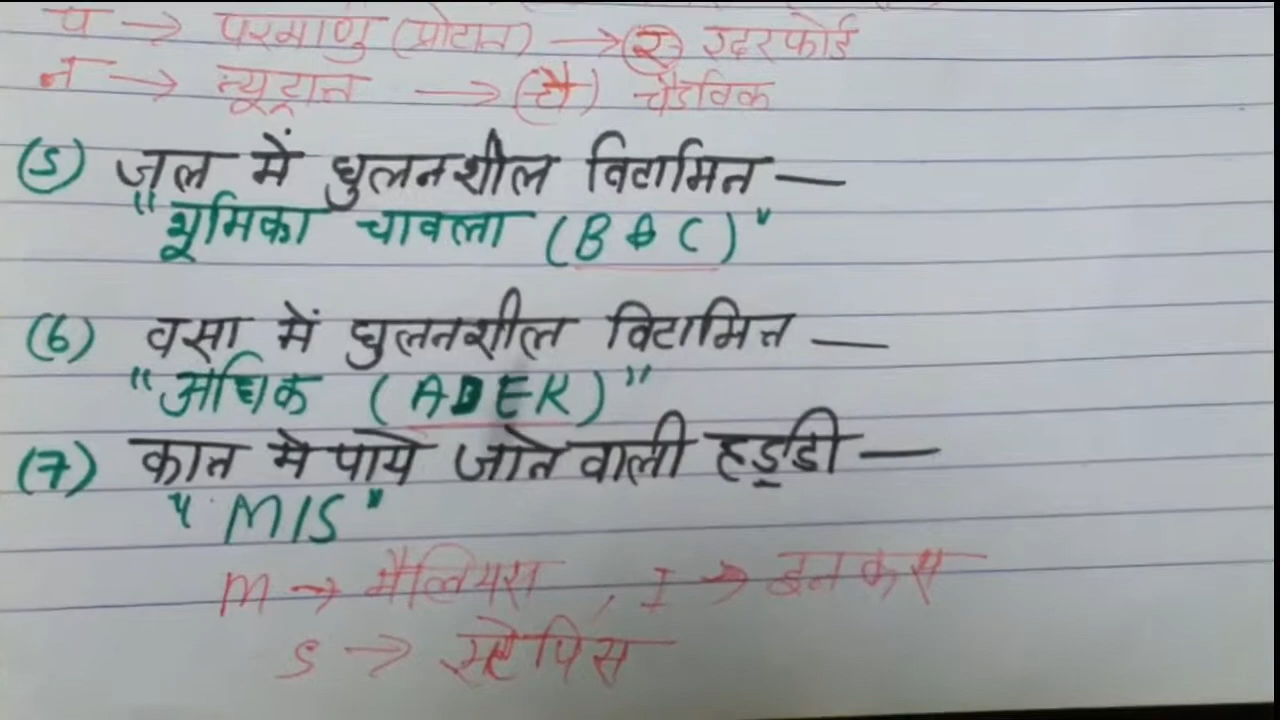 प → परमाणु (प्रोटान) → (र) रदरफोर्ड
न → न्यूट्रान → (चै) चैडविक
(5) जल में घुलनशील विटामिन —
"भूमिका चावला (B & C)"
(6) वसा में घुलनशील विटामिन —
"अधिक (ADEK)"
(7) कान मे पाये जाने वाली हड्डी —
"MIS"
M → मैलियस , I → इनकस
S → स्टेपिस